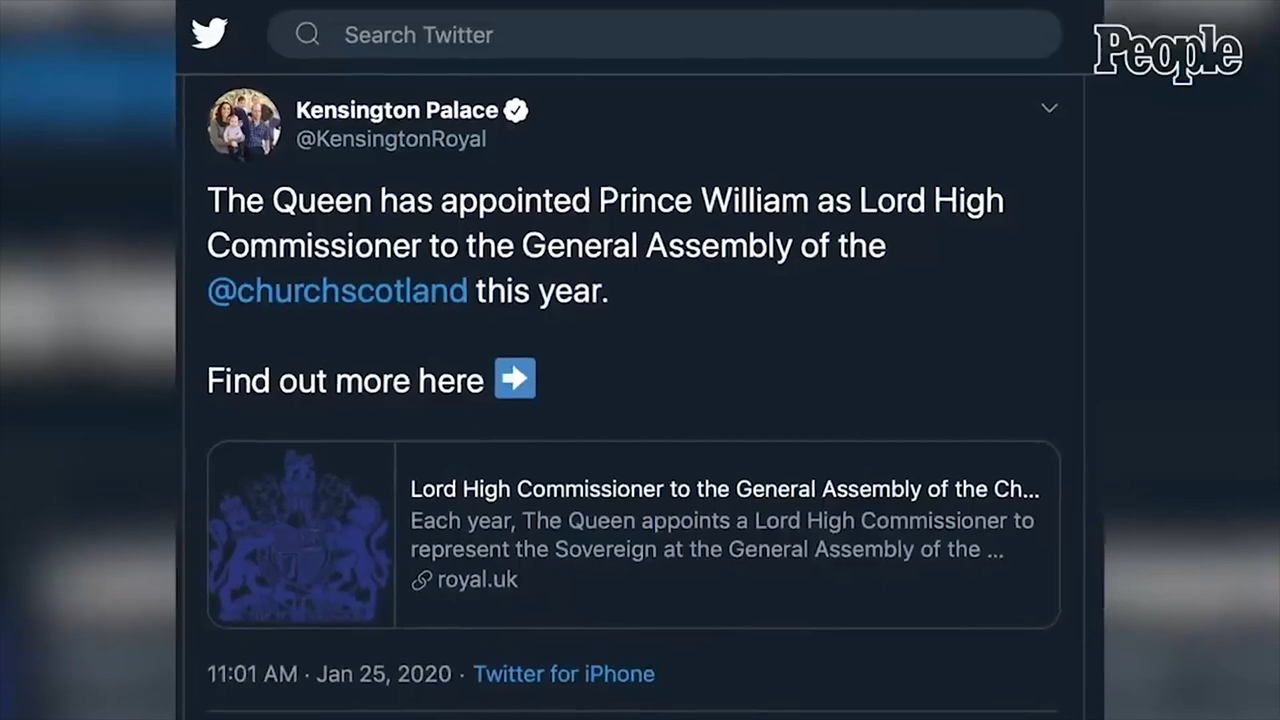 Search Twitter
People
Kensington Palace
@KensingtonRoyal
The Queen has appointed Prince William as Lord High
Commissioner to the General Assembly of the
@churchscotland this year.
Find out more here ➡️
Lord High Commissioner to the General Assembly of the Ch...
Each year, The Queen appoints a Lord High Commissioner to
represent the Sovereign at the General Assembly of the ...
royal.uk
11:01 AM · Jan 25, 2020 · Twitter for iPhone